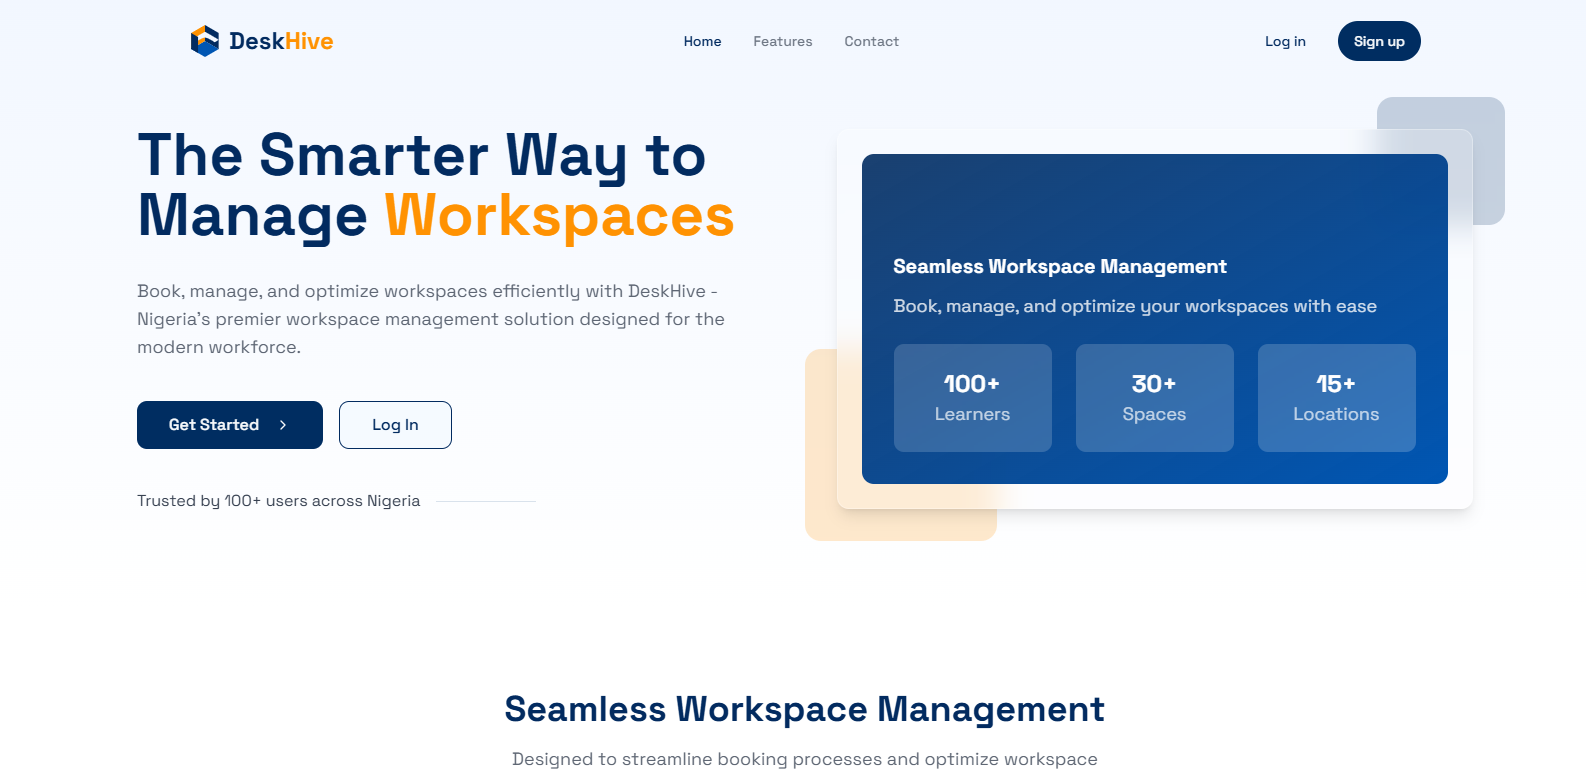 DeskHive
Home
Features
Contact
Log in
Sign up
The Smarter Way to
Manage Workspaces
Book, manage, and optimize workspaces efficiently with DeskHive -
Nigeria's premier workspace management solution designed for the
modern workforce.
Get Started
Log In
Trusted by 100+ users across Nigeria
Seamless Workspace Management
Book, manage, and optimize your workspaces with ease
100+
Learners
30+
Spaces
15+
Locations
Seamless Workspace Management
Designed to streamline booking processes and optimize workspace